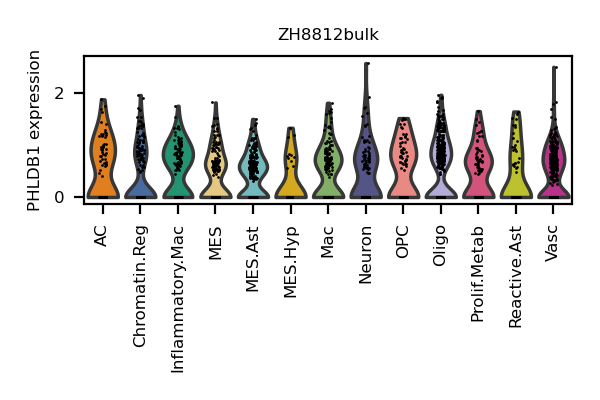 ZH8812bulk
PHLDB1 expression
2
0
AC
Chromatin.Reg
Inflammatory.Mac
MES
MES.Ast
MES.Hyp
Mac
Neuron
OPC
Oligo
Prolif.Metab
Reactive.Ast
Vasc